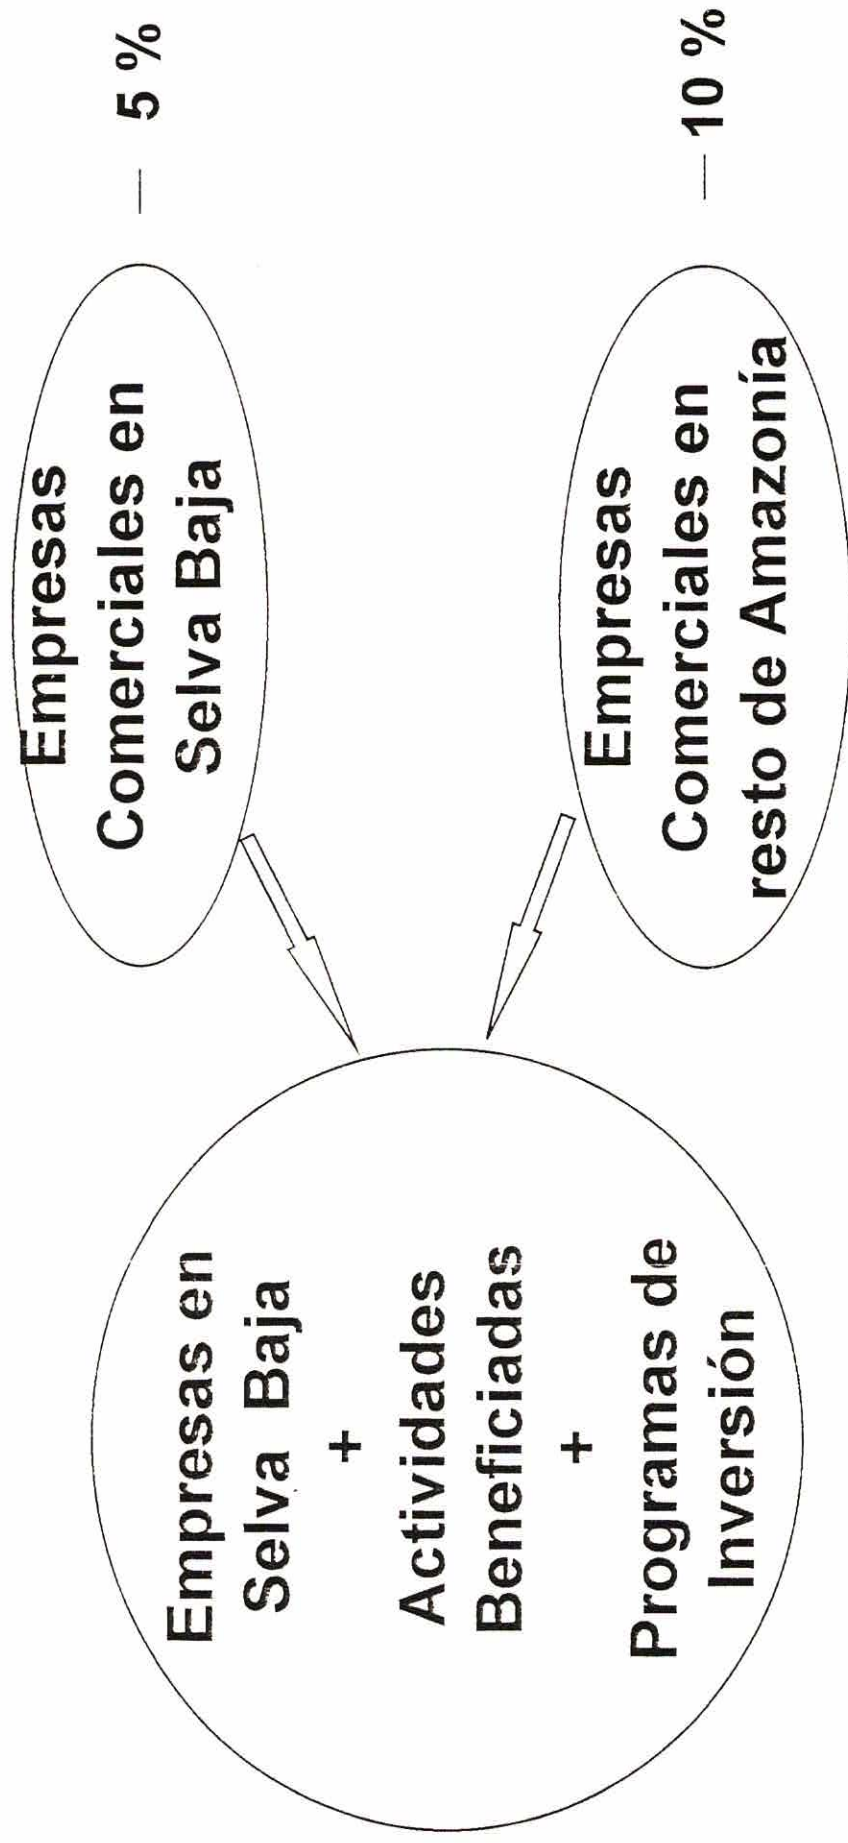 Empresas en
Selva Baja
+
Actividades
Beneficiadas
+
Programas de
Inversión
Empresas
Comerciales en
Selva Baja
— 5 %
Empresas
Comerciales en
resto de Amazonía
— 10 %